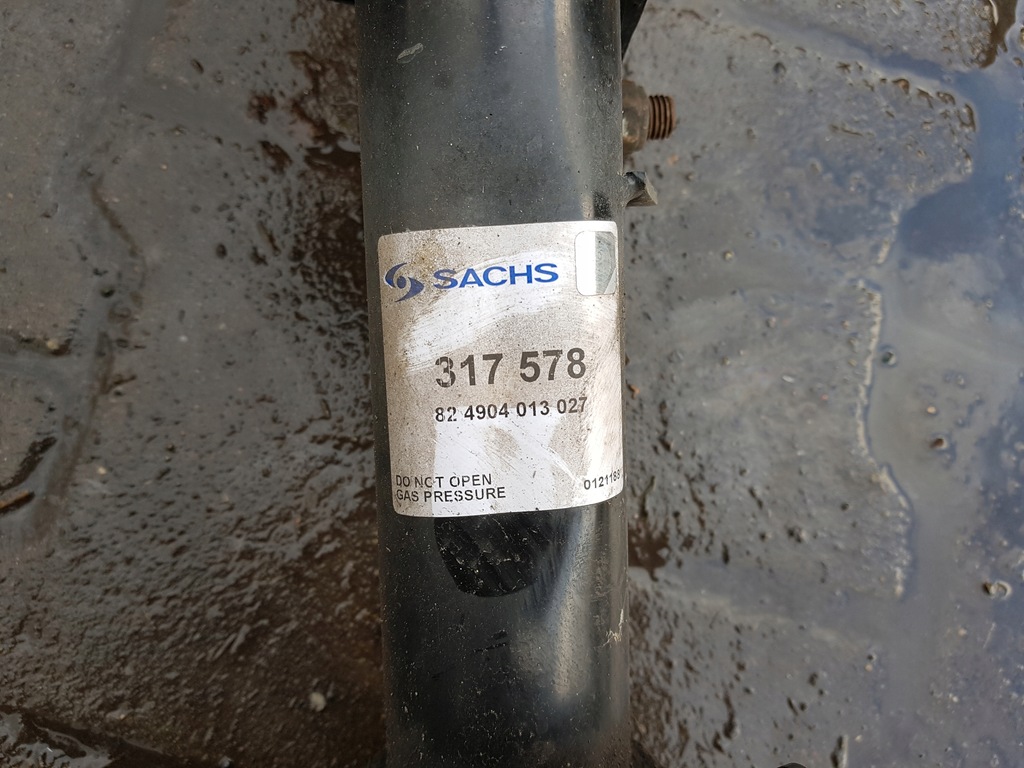 SACHS
317 578
82 4904 013 027
DO NOT OPEN
GAS PRESSURE